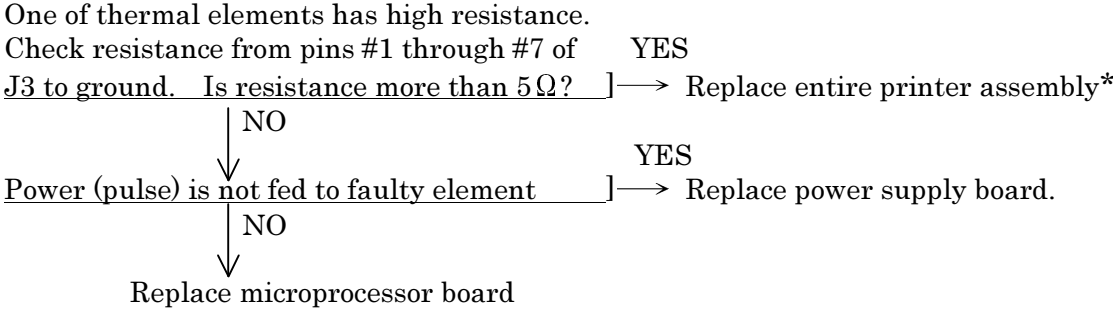 One of thermal elements has high resistance.
Check resistance from pins #1 through #7 of YES
J3 to ground. Is resistance more than 5Ω? ] Replace entire printer assembly*
NO
YES
Power (pulse) is not fed to faulty element ] Replace power supply board.
NO
Replace microprocessor board